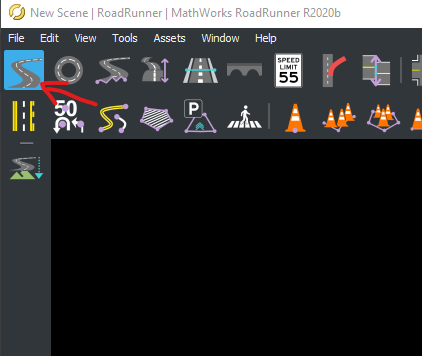 New Scene | RoadRunner | MathWorks RoadRunner R2020b
File Edit View Tools Assets Window Help
SPEED
LIMIT
55
50
P